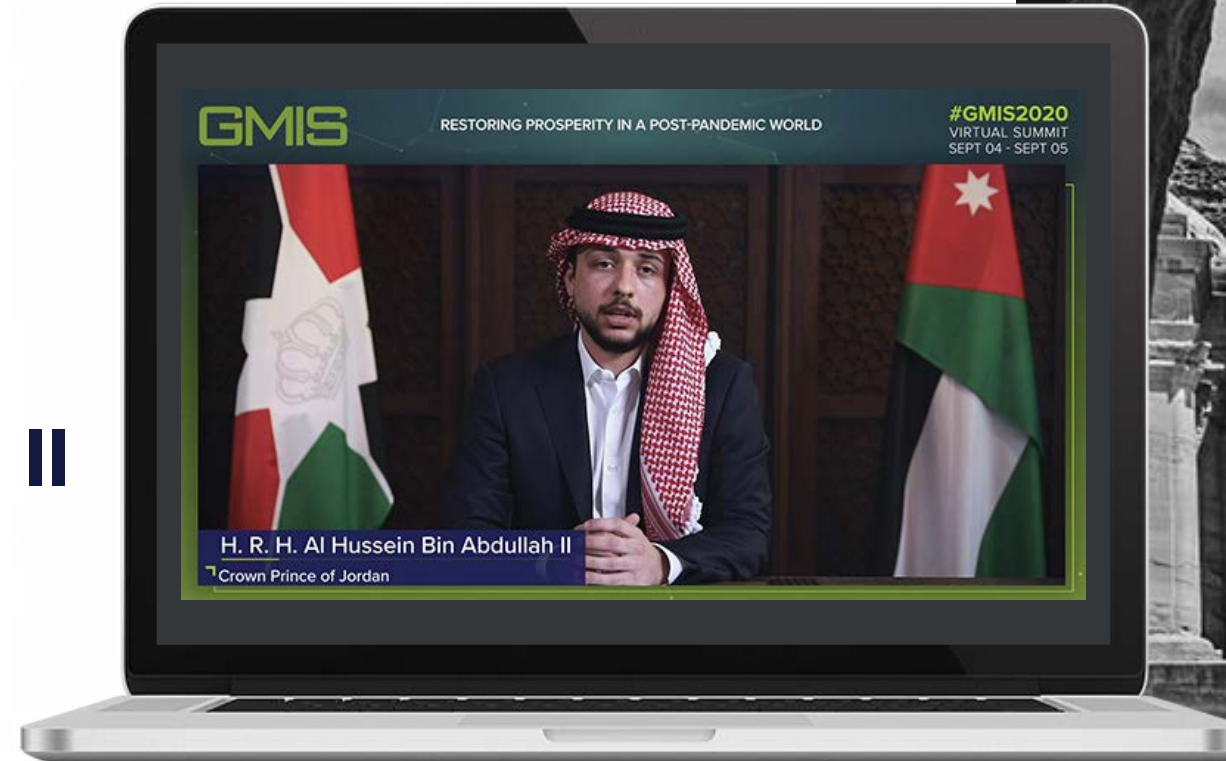 GMIS
RESTORING PROSPERITY IN A POST-PANDEMIC WORLD
#GMIS2020
VIRTUAL SUMMIT
SEPT 04 - SEPT 05
II
H. R. H. Al Hussein Bin Abdullah II
Crown Prince of Jordan